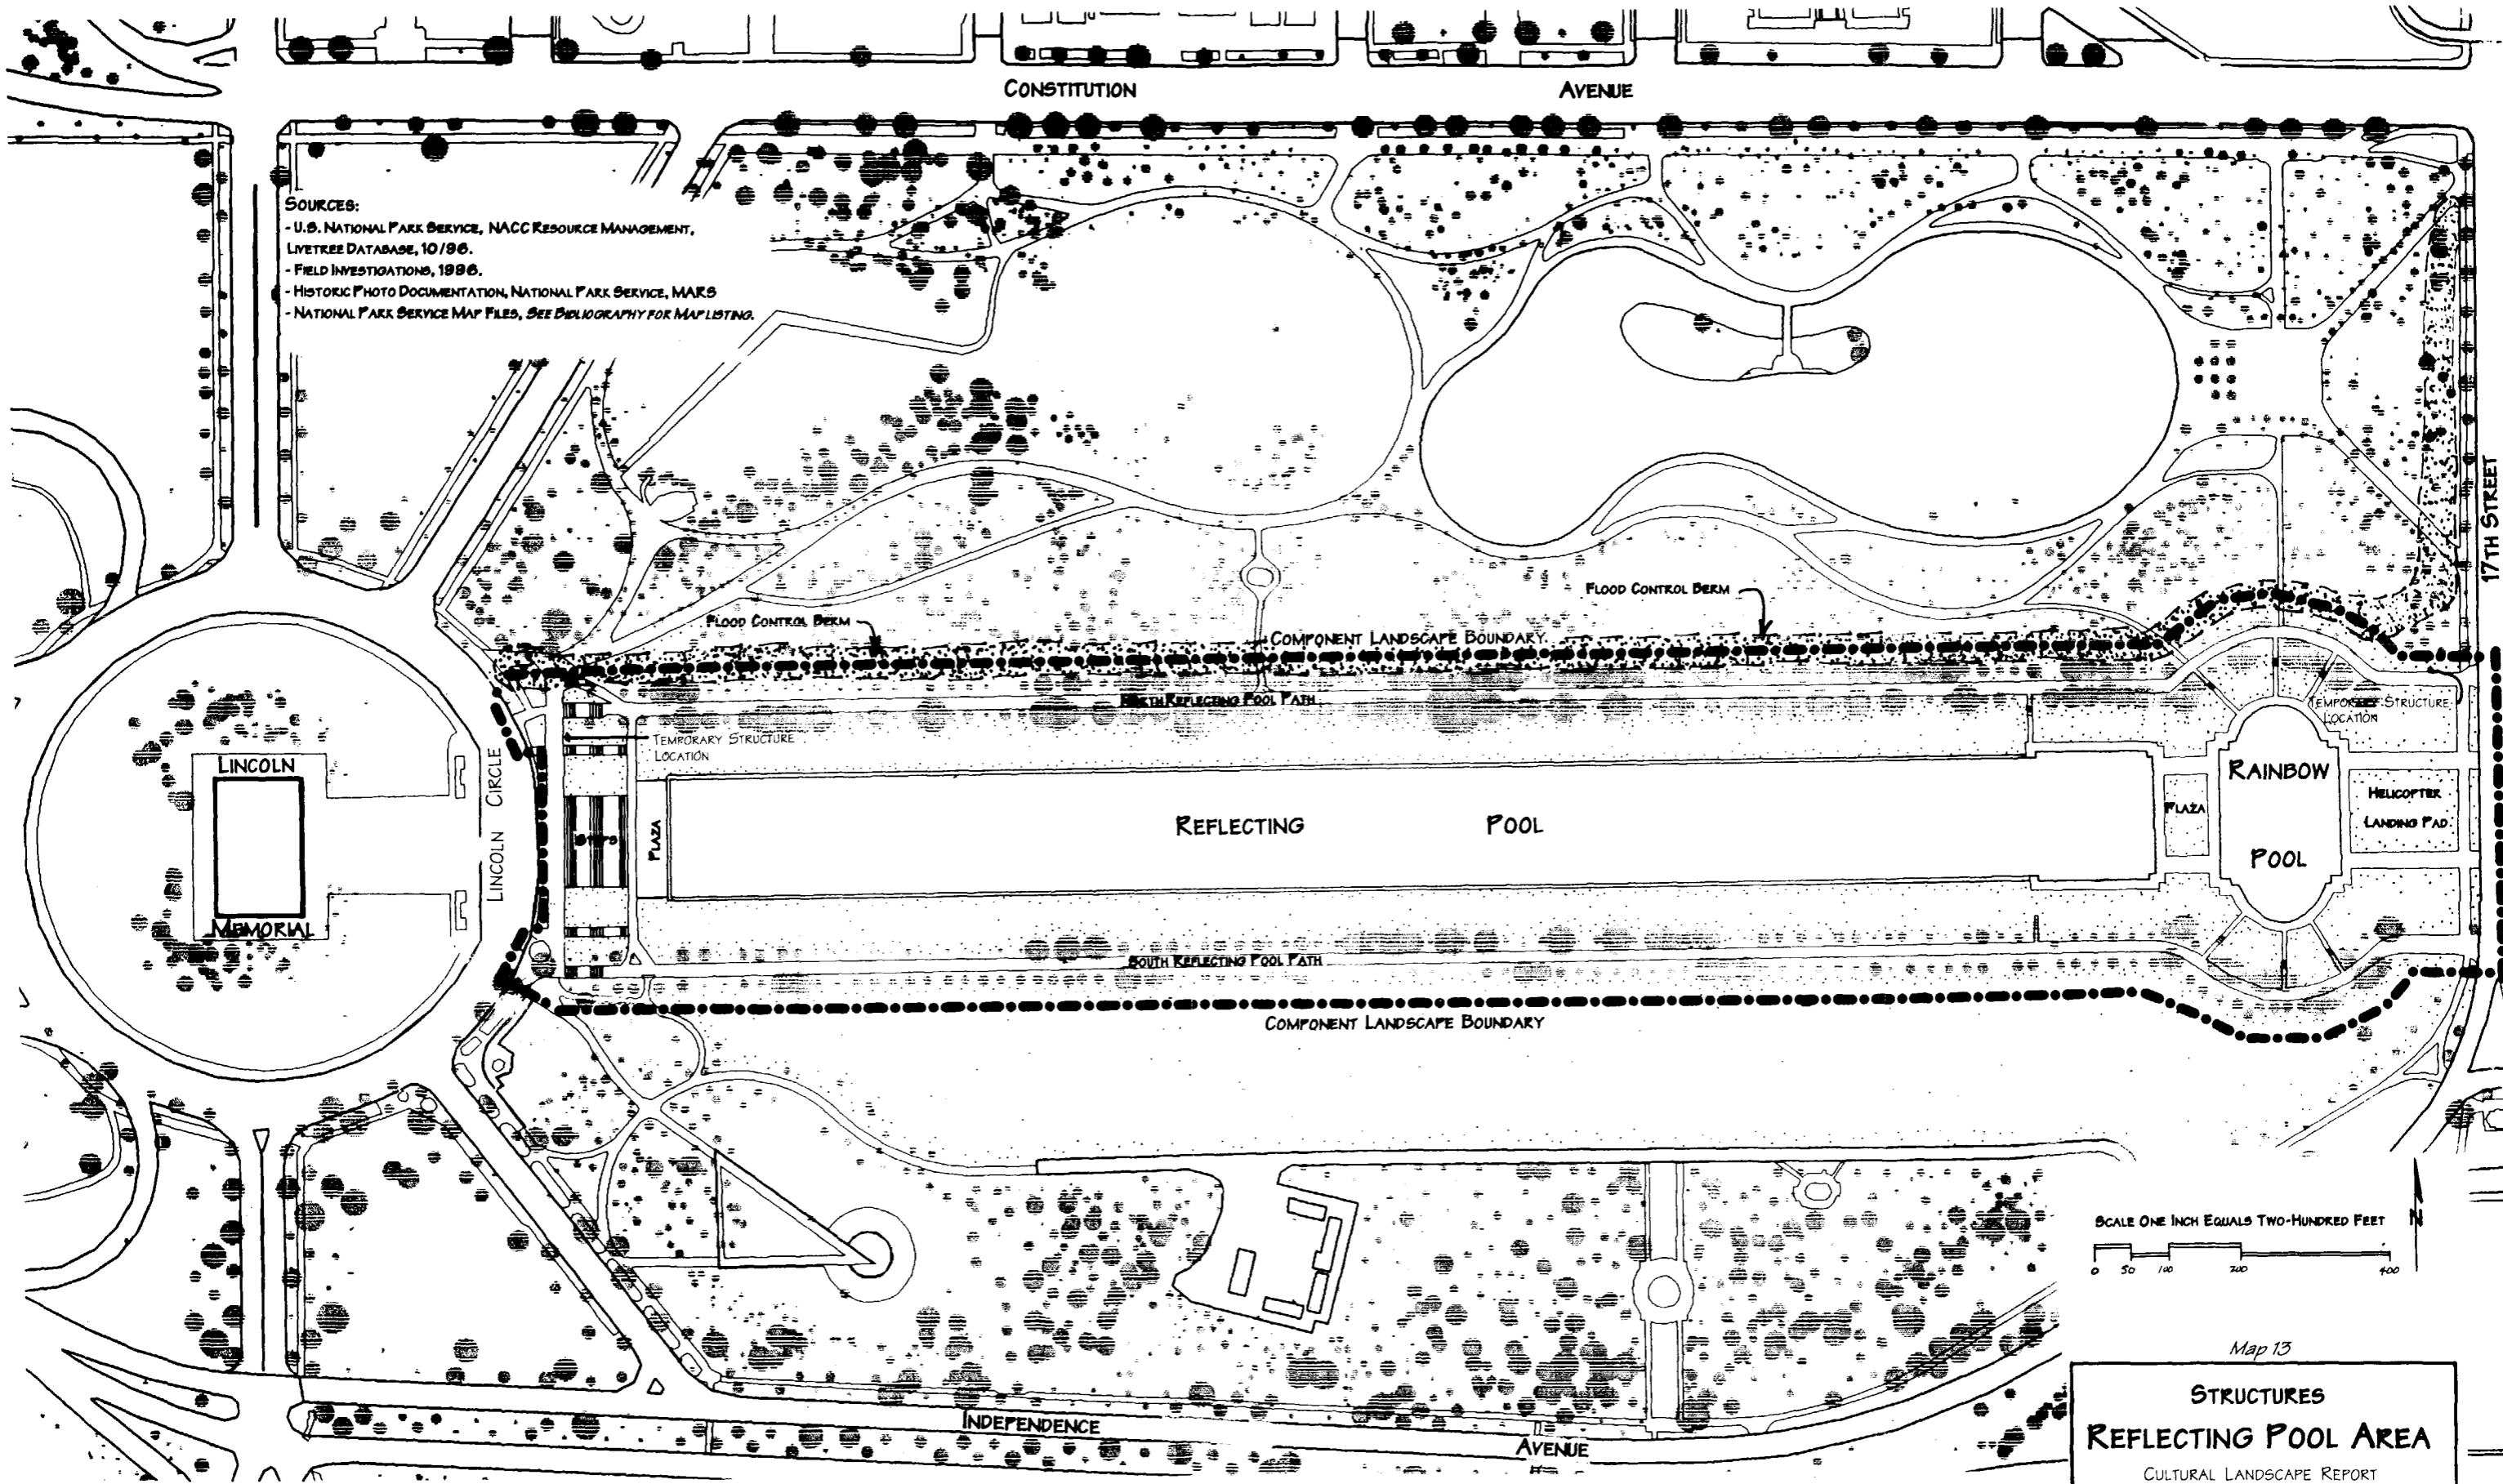 CONSTITUTION AVENUE
SOURCES:
- U.S. NATIONAL PARK SERVICE, NACC RESOURCE MANAGEMENT,
LIVETREE DATABASE, 10/96.
- FIELD INVESTIGATIONS, 1996.
- HISTORIC PHOTO DOCUMENTATION, NATIONAL PARK SERVICE, MARS
- NATIONAL PARK SERVICE MAP FILES, SEE BIBLIOGRAPHY FOR MAP LISTING.
17TH STREET
FLOOD CONTROL BERM
FLOOD CONTROL BERM
COMPONENT LANDSCAPE BOUNDARY
NORTH REFLECTING POOL PATH
TEMPORARY STRUCTURE
LOCATION
TEMPORARY STRUCTURE
LOCATION
LINCOLN
MEMORIAL
LINCOLN CIRCLE
STEPS
PLAZA
REFLECTING POOL
PLAZA
RAINBOW
POOL
HELICOPTER
LANDING PAD
SOUTH REFLECTING POOL PATH
COMPONENT LANDSCAPE BOUNDARY
SCALE ONE INCH EQUALS TWO-HUNDRED FEET
N
0 50 100 200 400
INDEPENDENCE AVENUE
Map 13
STRUCTURES
REFLECTING POOL AREA
CULTURAL LANDSCAPE REPORT